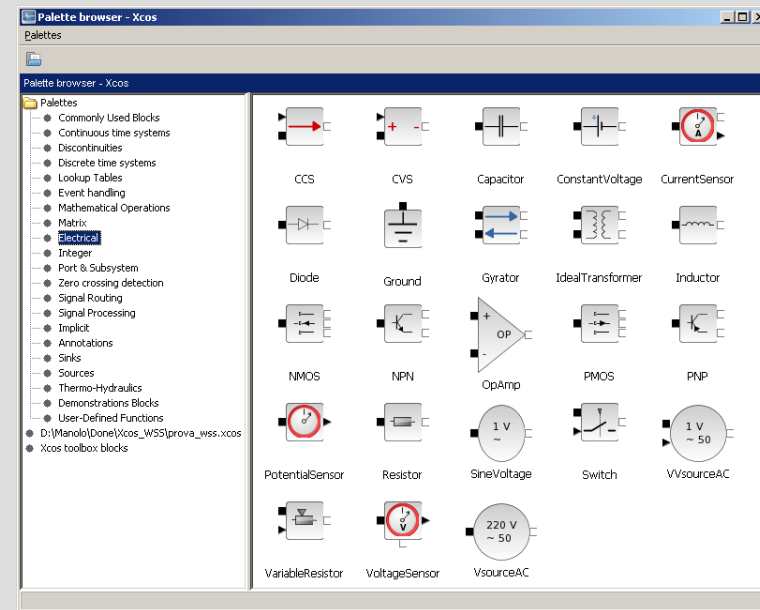 Palette browser - Xcos
Palettes
Palette browser - Xcos
Palettes
Commonly Used Blocks
Continuous time systems
Discontinuities
Discrete time systems
Lookup Tables
Event handling
Mathematical Operations
Matrix
Electrical
Integer
Port & Subsystem
Zero crossing detection
Signal Routing
Signal Processing
Implicit
Annotations
Sinks
Sources
Thermo-Hydraulics
Demonstrations Blocks
User-Defined Functions
D:\Manolo\Done\Xcos_WSS\prova_wss.xcos
Xcos toolbox blocks
+ -
A
CCS CVS Capacitor ConstantVoltage CurrentSensor
Diode Ground Gyrator IdealTransformer Inductor
+
OP
-
NMOS NPN OpAmp PMOS PNP
1 V
~
1 V
~ 50
PotentialSensor Resistor SineVoltage Switch VVsourceAC
V
220 V
~ 50
VariableResistor VoltageSensor VsourceAC